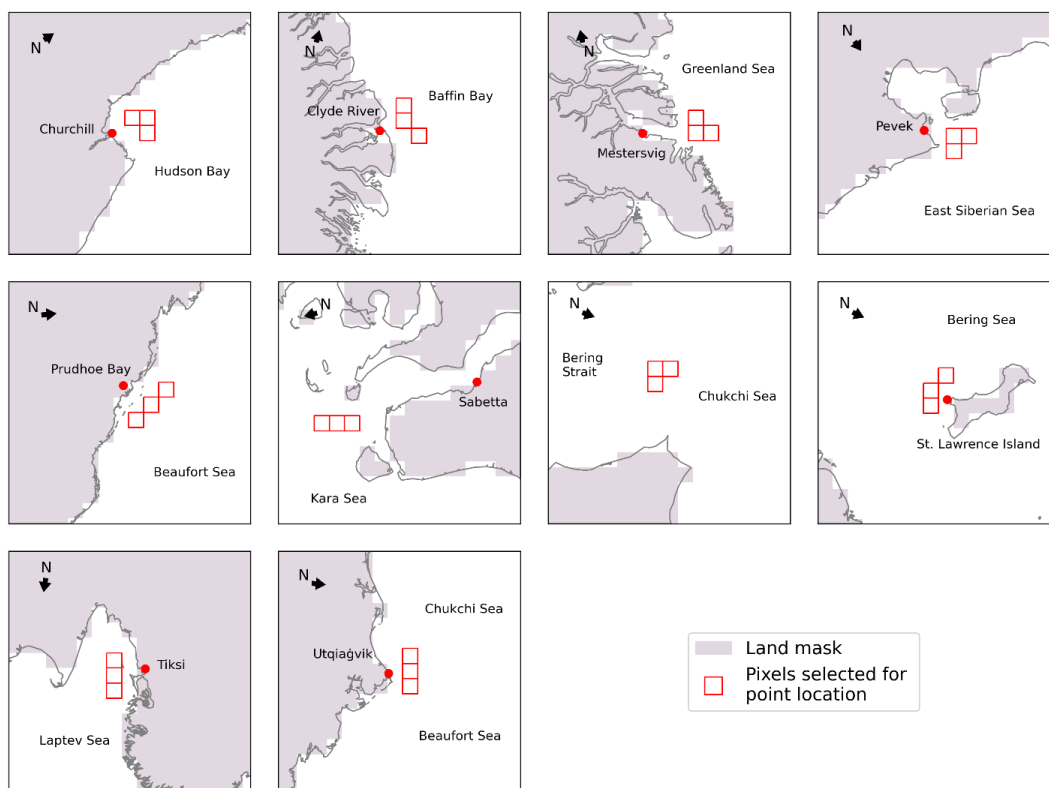 N
Churchill
Hudson Bay
N
Clyde River
Baffin Bay
N
Greenland Sea
Mestersvig
N
Pevek
East Siberian Sea
N
Prudhoe Bay
Beaufort Sea
N
Sabetta
Kara Sea
N
Bering
Strait
Chukchi Sea
N
Bering Sea
St. Lawrence Island
N
Tiksi
Laptev Sea
N
Chukchi Sea
Utqiaġvik
Beaufort Sea
Land mask
Pixels selected for
point location